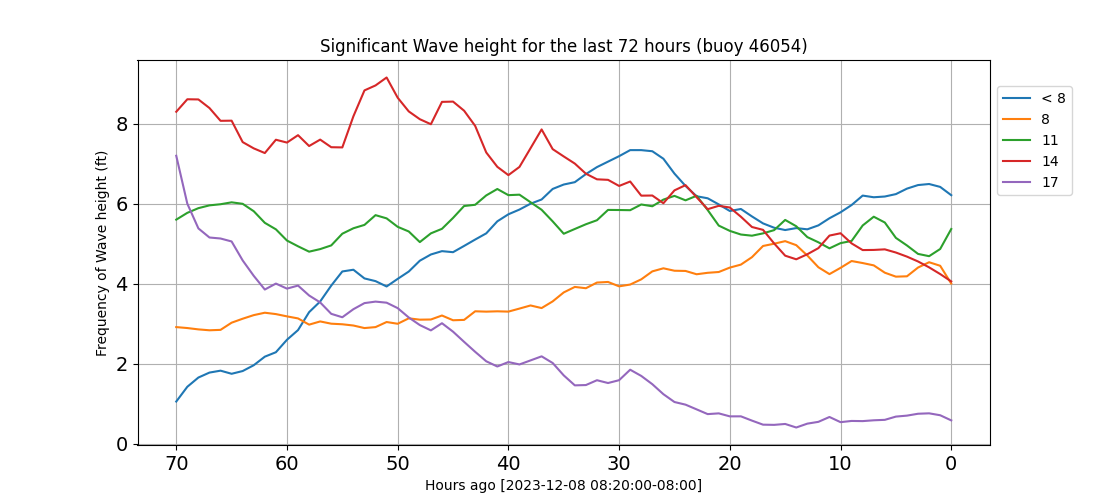 Significant Wave height for the last 72 hours (buoy 46054)
Frequency of Wave height (ft)
8
6
4
2
0
70 60 50 40 30 20 10 0
Hours ago [2023-12-08 08:20:00-08:00]
< 8
8
11
14
17